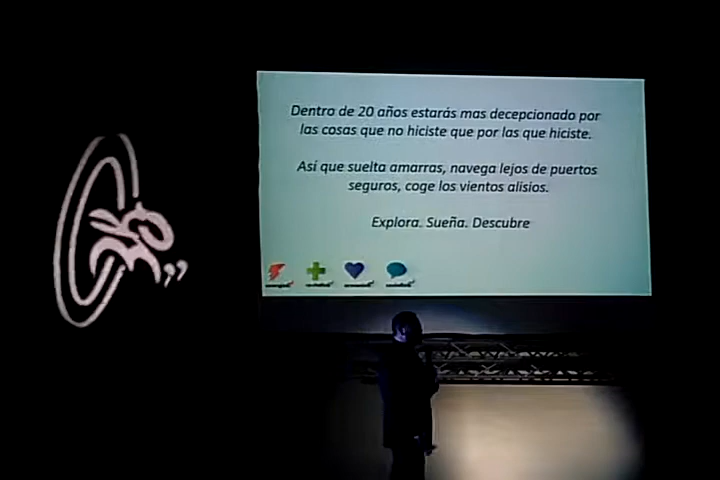 Dentro de 20 años estarás mas decepcionado por
las cosas que no hiciste que por las que hiciste.
Así que suelta amarras, navega lejos de puertos
seguros, coge los vientos alisios.
Explora. Sueña. Descubre